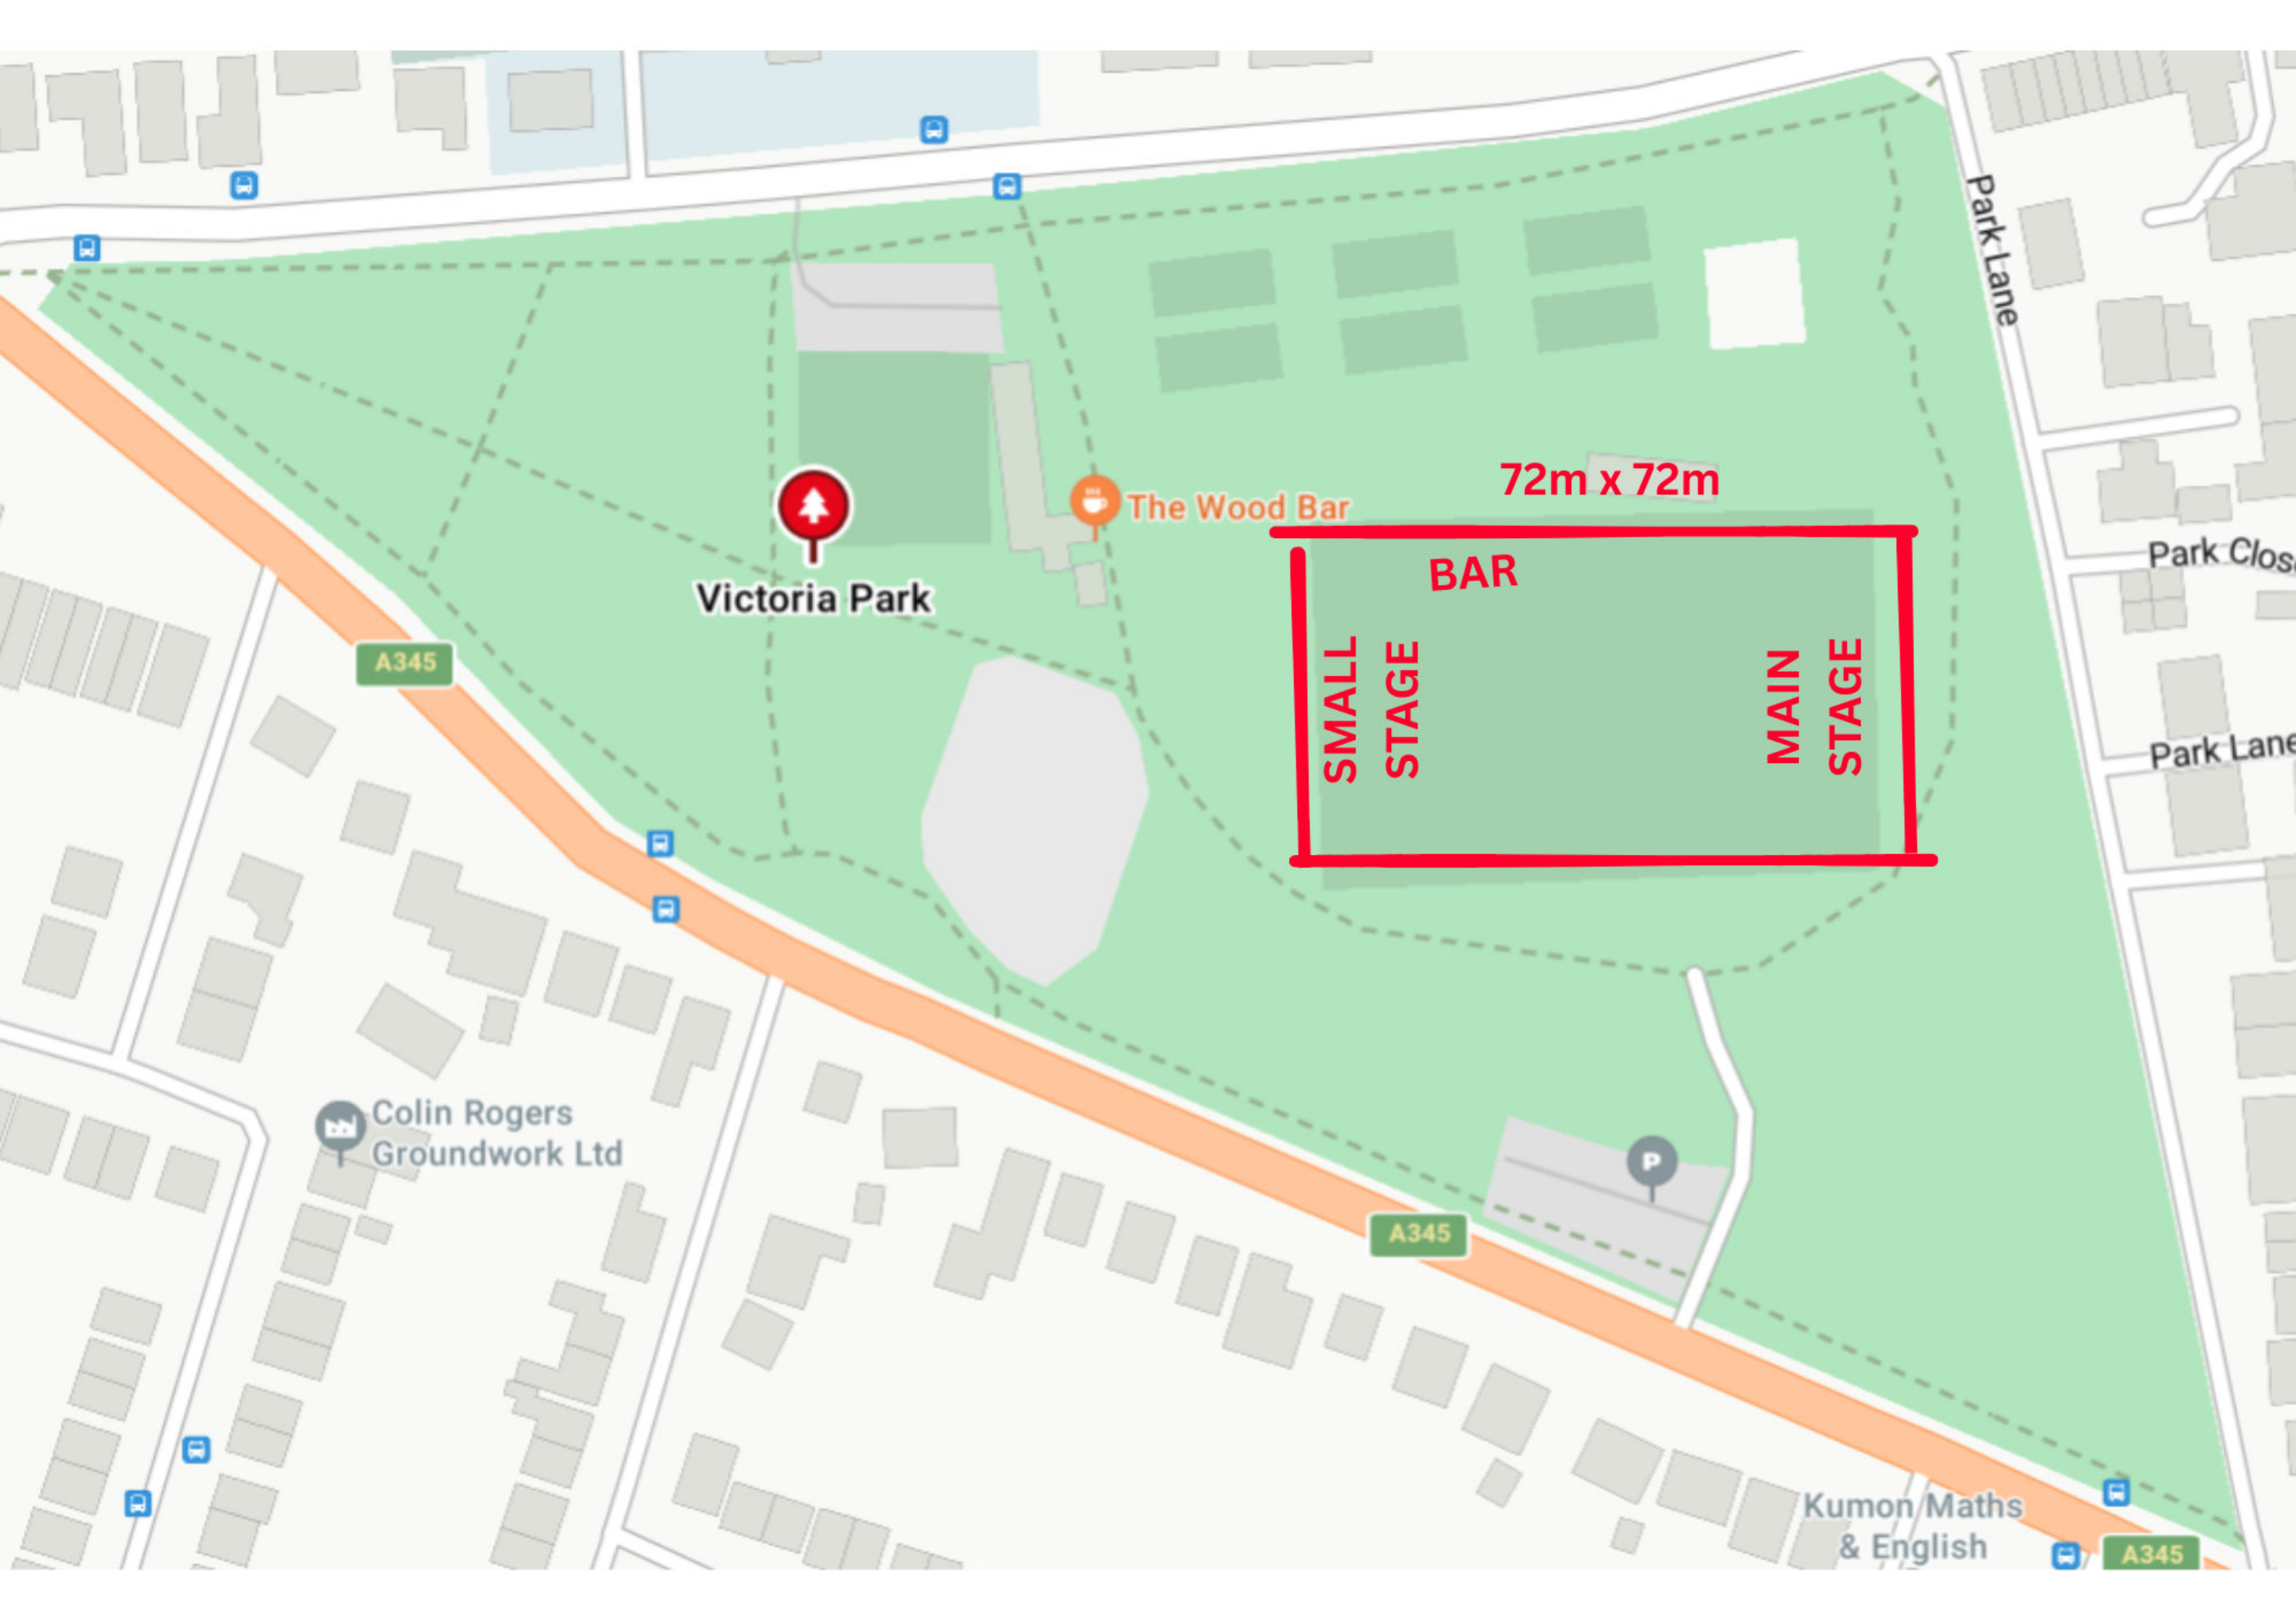 Park Lane
72m x 72m
The Wood Bar
BAR
Park Clos
Victoria Park
SMALL
STAGE
MAIN
STAGE
A345
Park Lane
Colin Rogers
Groundwork Ltd
P
A345
Kumon Maths
& English
A345